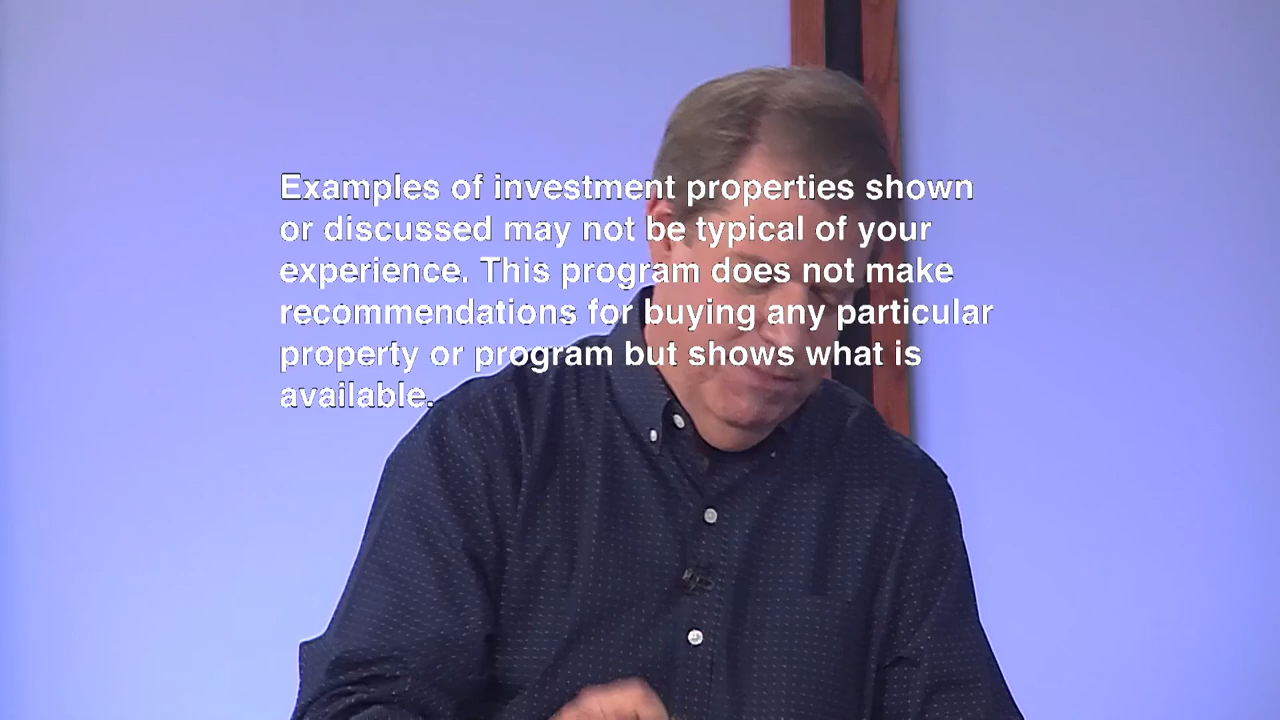 Examples of investment properties shown
or discussed may not be typical of your
experience. This program does not make
recommendations for buying any particular
property or program but shows what is
available.